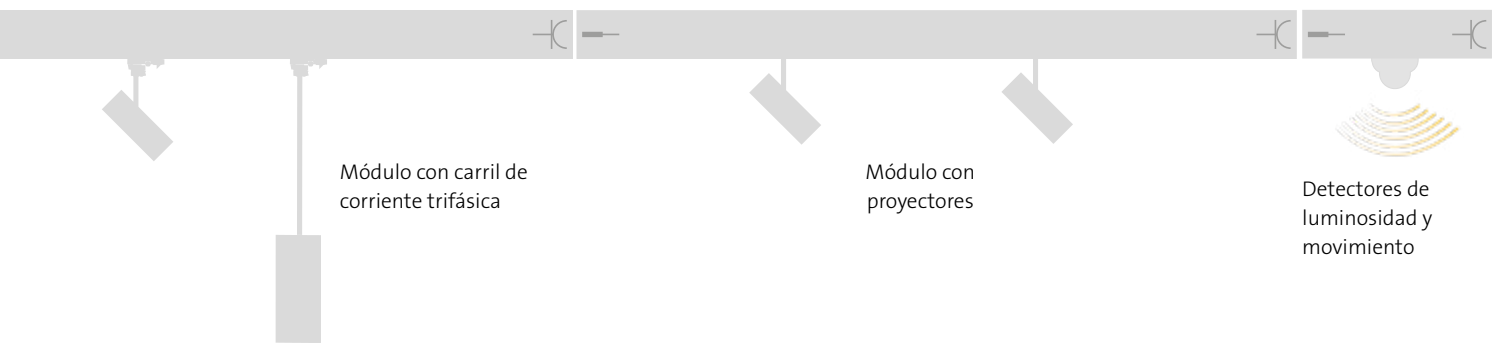 Módulo con carril de
corriente trifásica
Módulo con
proyectores
Detectores de
luminosidad y
movimiento